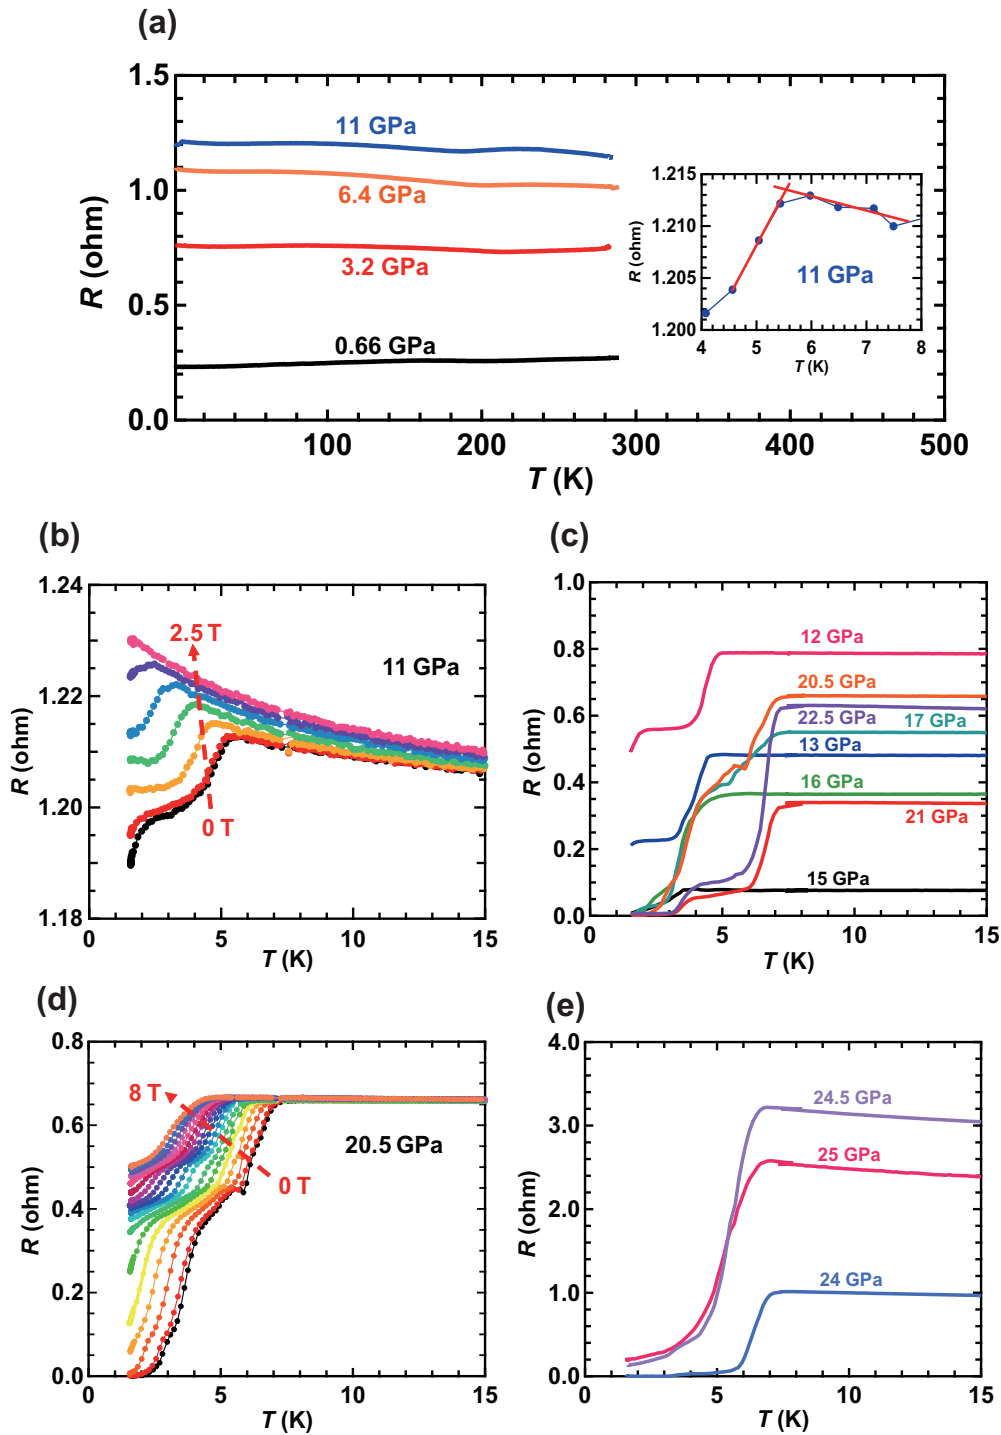 (a)
1.5
1.0
0.5
0.0
R (ohm)
11 GPa
6.4 GPa
3.2 GPa
0.66 GPa
100
200
300
400
500
T (K)
1.215
1.210
1.205
1.200
R (ohm)
11 GPa
4
5
6
7
8
T (K)
(b)
1.24
1.22
1.20
1.18
R (ohm)
2.5 T
11 GPa
0 T
0
5
10
15
T (K)
(c)
1.0
0.8
0.6
0.4
0.2
0.0
R (ohm)
12 GPa
20.5 GPa
22.5 GPa
17 GPa
13 GPa
16 GPa
21 GPa
15 GPa
0
5
10
15
T (K)
(d)
0.8
0.6
0.4
0.2
0.0
R (ohm)
8 T
20.5 GPa
0 T
0
5
10
15
T (K)
(e)
4.0
3.0
2.0
1.0
0.0
R (ohm)
24.5 GPa
25 GPa
24 GPa
0
5
10
15
T (K)